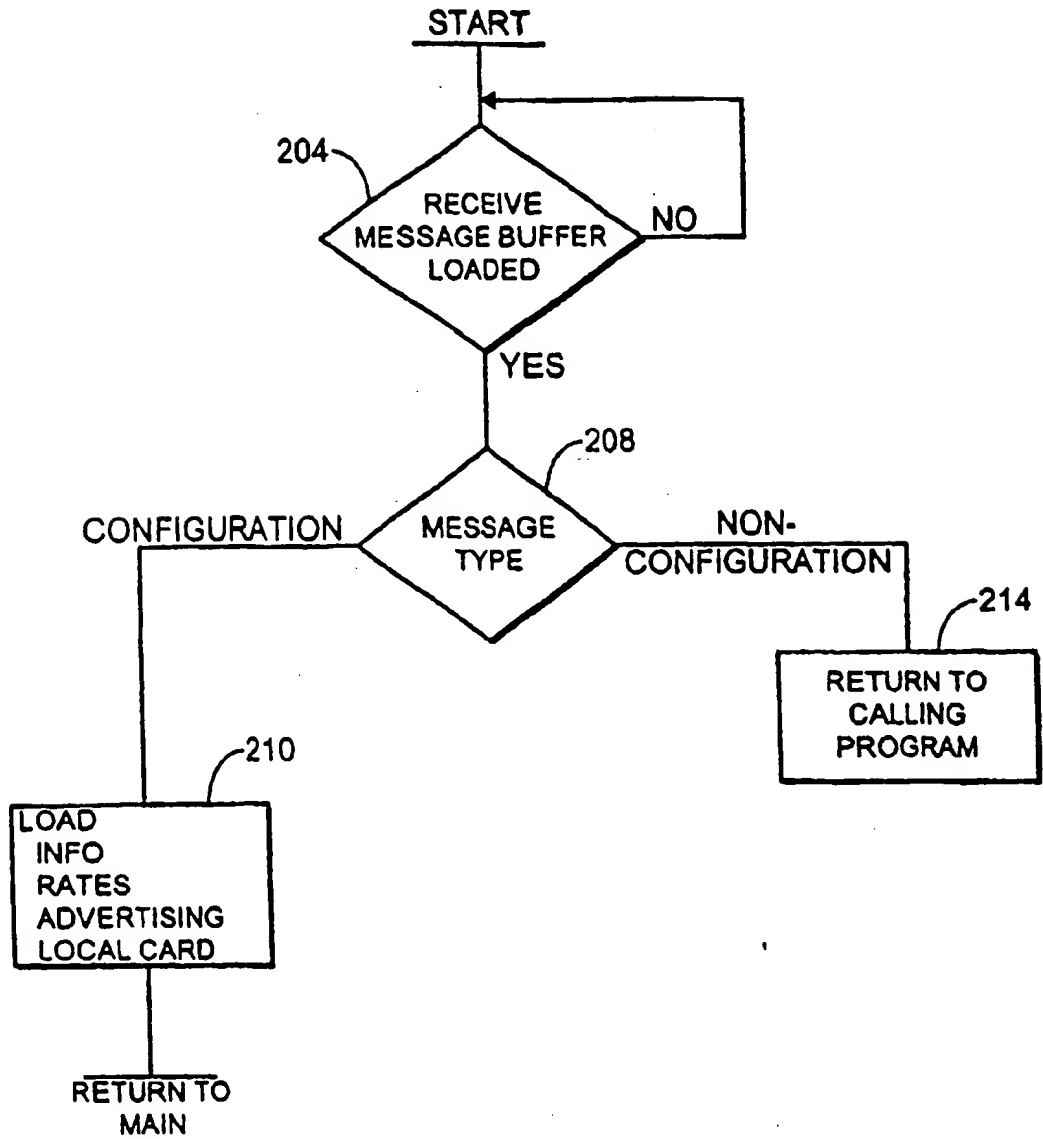 START
204
RECEIVE
MESSAGE BUFFER
LOADED
NO
YES
208
CONFIGURATION
MESSAGE
TYPE
NON-
CONFIGURATION
214
RETURN TO
CALLING
PROGRAM
210
LOAD
INFO
RATES
ADVERTISING
LOCAL CARD
RETURN TO
MAIN